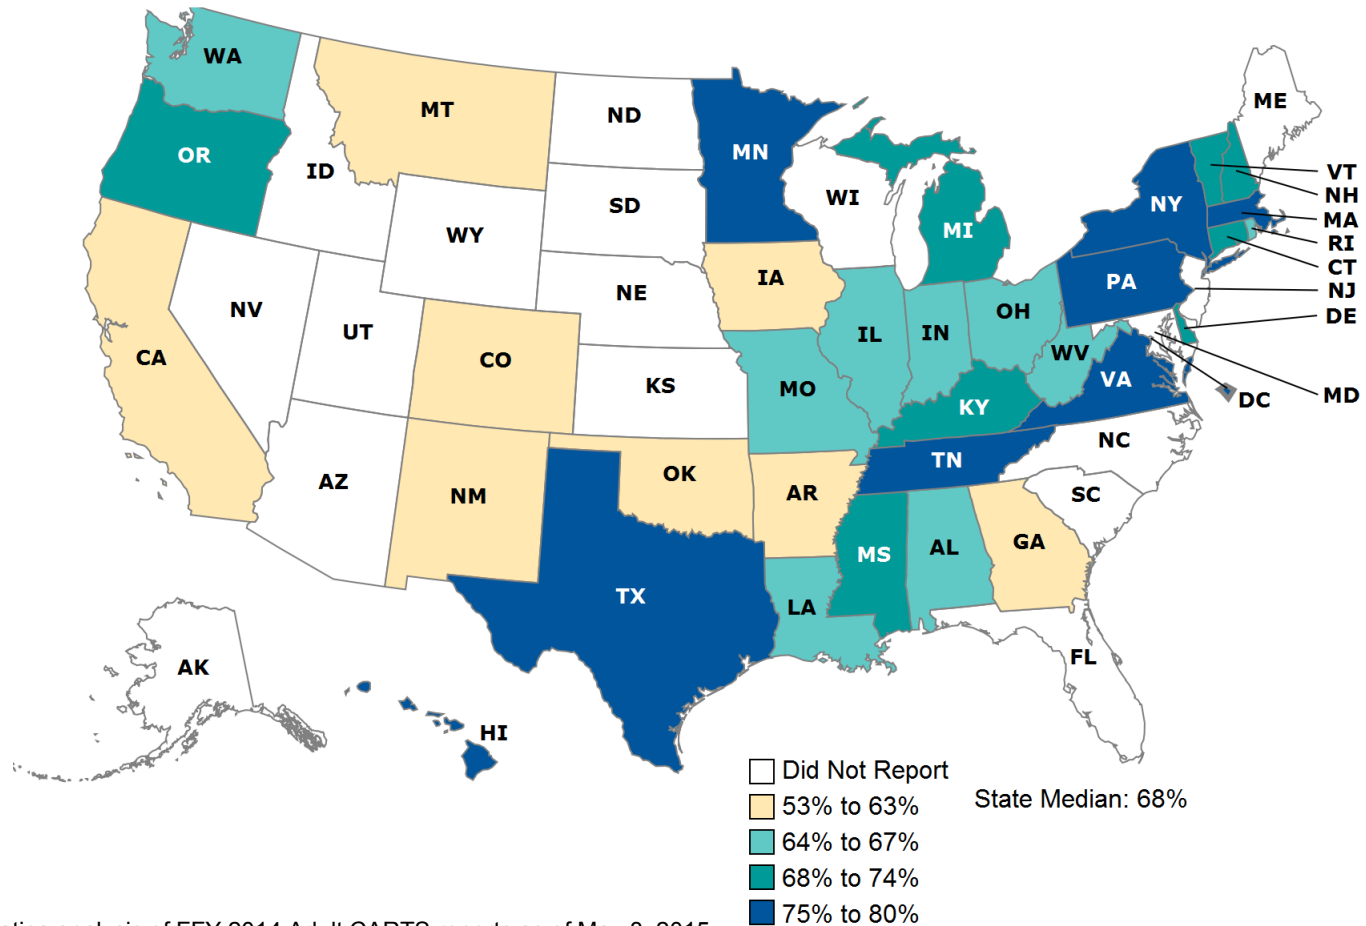 WA
MT
ND
MN
ME
OR
ID
SD
WI
MI
NY
VT
NH
MA
RI
CT
NJ
DE
MD
DC
WY
NE
IA
PA
NV
UT
CO
KS
MO
IL
IN
OH
WV
VA
KY
CA
AZ
NM
OK
AR
TN
NC
SC
TX
LA
MS
AL
GA
FL
AK
HI
Did Not Report
53% to 63%
State Median: 68%
64% to 67%
68% to 74%
75% to 80%